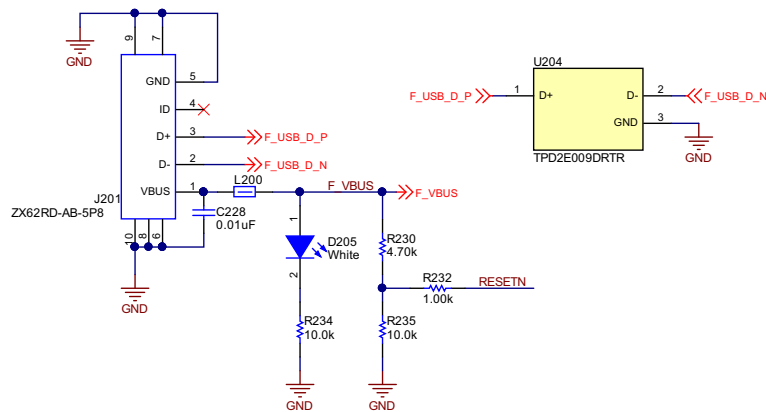 9
7
GND
GND
5
ID
4
D+
3
F_USB_D_P
D-
2
F_USB_D_N
VBUS
1
L200
F_VBUS
F_VBUS
J201
ZX62RD-AB-5P8
C228
0.01uF
10
8
6
GND
1
D205
White
2
R230
4.70k
R232
1.00k
RESETN
R234
10.0k
R235
10.0k
GND
GND
U204
F_USB_D_P
1
D+
D-
2
F_USB_D_N
GND
3
TPD2E009DRTR
GND